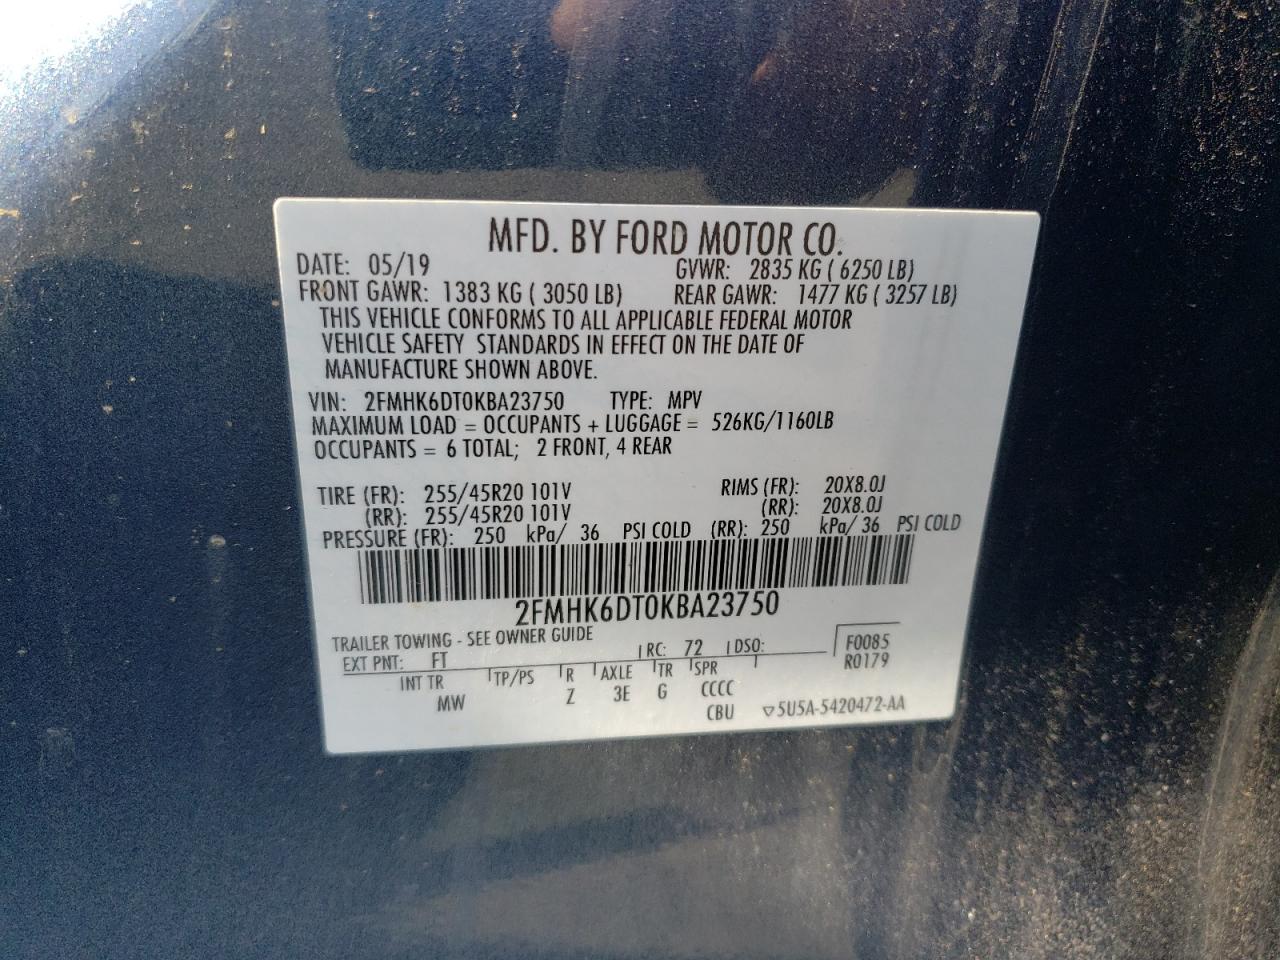 MFD. BY FORD MOTOR CO.
DATE: 05/19 GVWR: 2835 KG ( 6250 LB)
FRONT GAWR: 1383 KG ( 3050 LB) REAR GAWR: 1477 KG ( 3257 LB)
THIS VEHICLE CONFORMS TO ALL APPLICABLE FEDERAL MOTOR
VEHICLE SAFETY STANDARDS IN EFFECT ON THE DATE OF
MANUFACTURE SHOWN ABOVE.
VIN: 2FMHK6DT0KBA23750 TYPE: MPV
MAXIMUM LOAD = OCCUPANTS + LUGGAGE = 526KG/1160LB
OCCUPANTS = 6 TOTAL; 2 FRONT, 4 REAR
TIRE (FR): 255/45R20 101V RIMS (FR): 20X8.0J
(RR): 255/45R20 101V (RR): 20X8.0J
PRESSURE (FR): 250 kPa/ 36 PSI COLD (RR): 250 kPa/ 36 PSI COLD
2FMHK6DT0KBA23750
TRAILER TOWING - SEE OWNER GUIDE
EXT PNT: FT RC: 72 DSO: F0085
R0179
INT TR TP/PS R AXLE TR SPR
MW Z 3E G CCCC
CBU ▽5U5A-5420472-AA